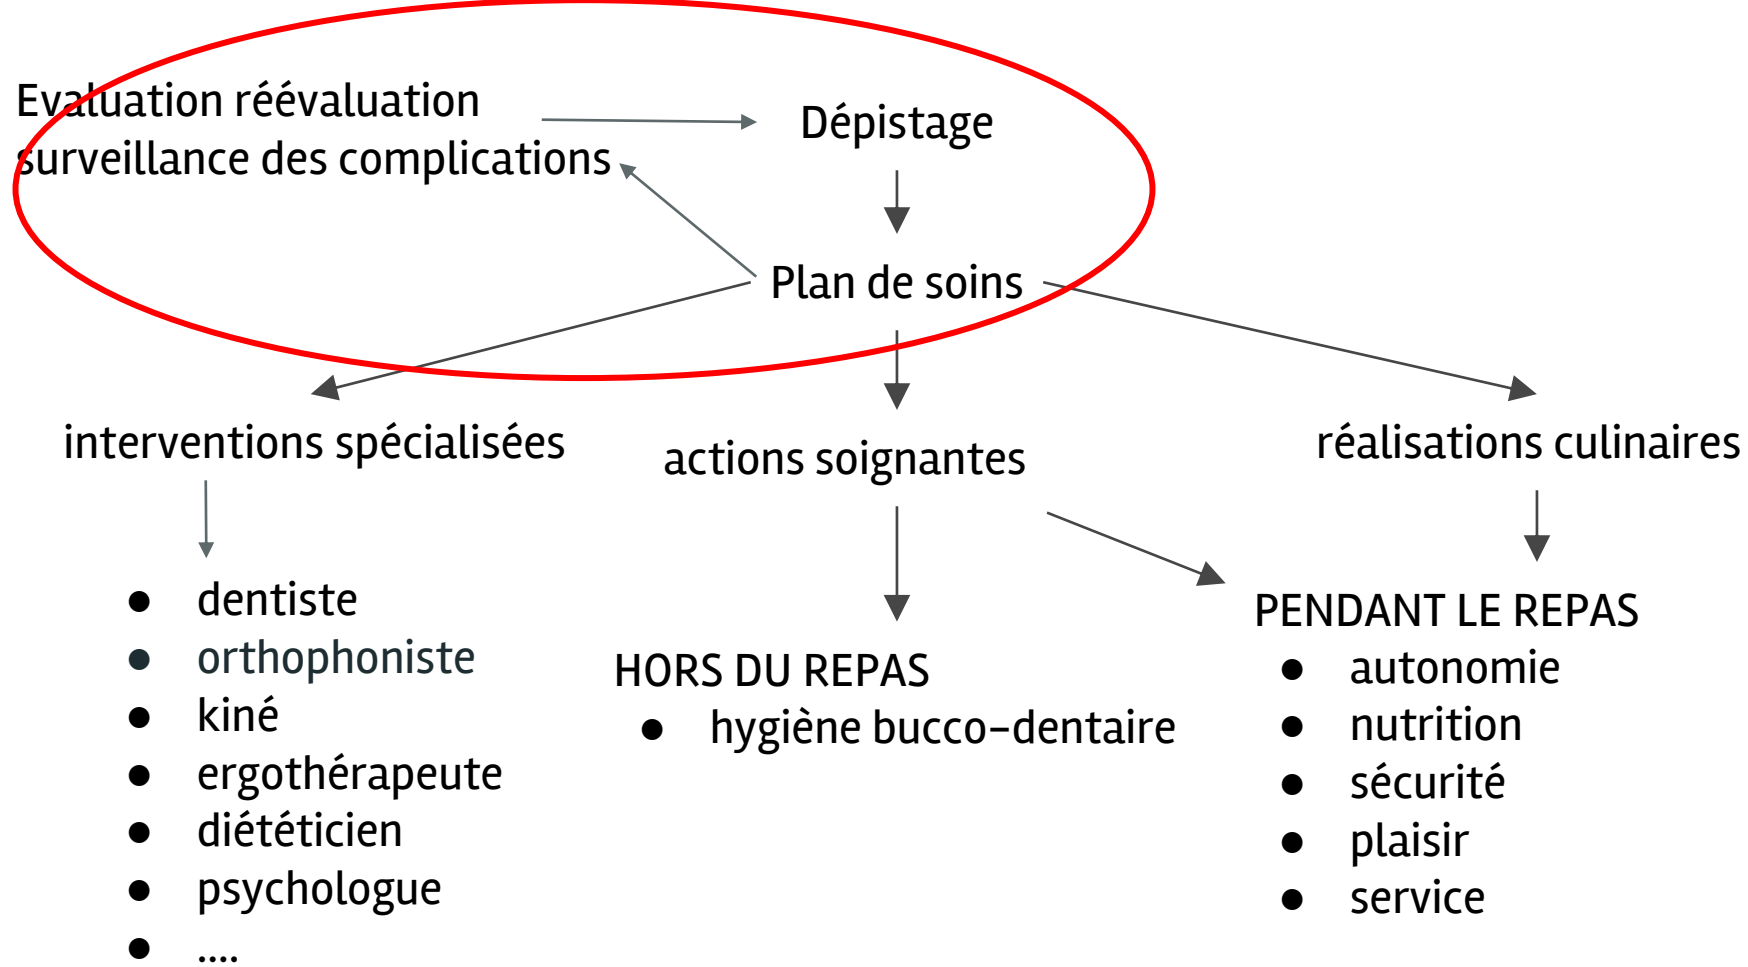 Evaluation réévaluation
surveillance des complications
Dépistage
Plan de soins
interventions spécialisées
● dentiste
● orthophoniste
● kiné
● ergothérapeute
● diététicien
● psychologue
● ....
actions soignantes
HORS DU REPAS
● hygiène bucco-dentaire
réalisations culinaires
PENDANT LE REPAS
● autonomie
● nutrition
● sécurité
● plaisir
● service